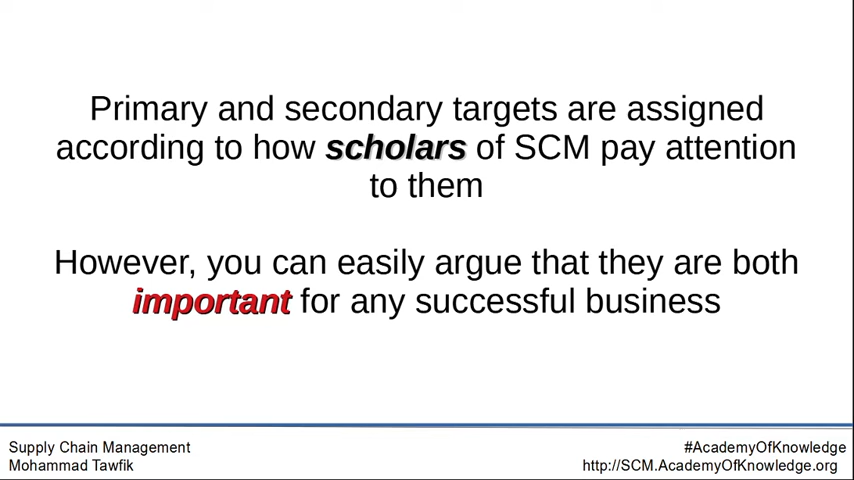 Primary and secondary targets are assigned
according to how scholars of SCM pay attention
to them
However, you can easily argue that they are both
important for any successful business
Supply Chain Management
Mohammad Tawfik
#AcademyOfKnowledge
http://SCM.AcademyOfKnowledge.org